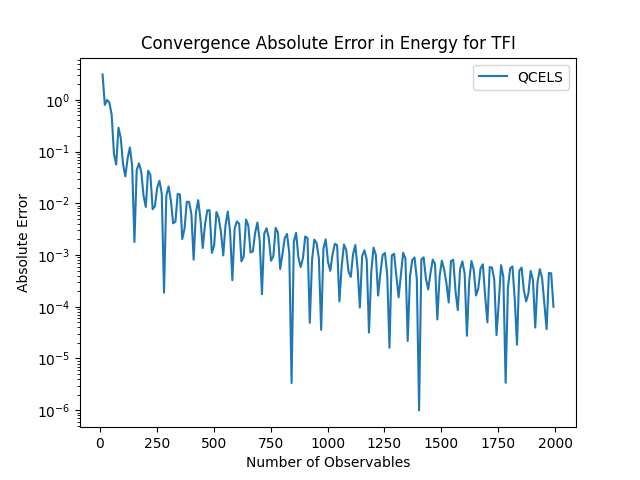 Convergence Absolute Error in Energy for TFI
QCELS
Absolute Error
10⁰
10⁻¹
10⁻²
10⁻³
10⁻⁴
10⁻⁵
10⁻⁶
0 250 500 750 1000 1250 1500 1750 2000
Number of Observables